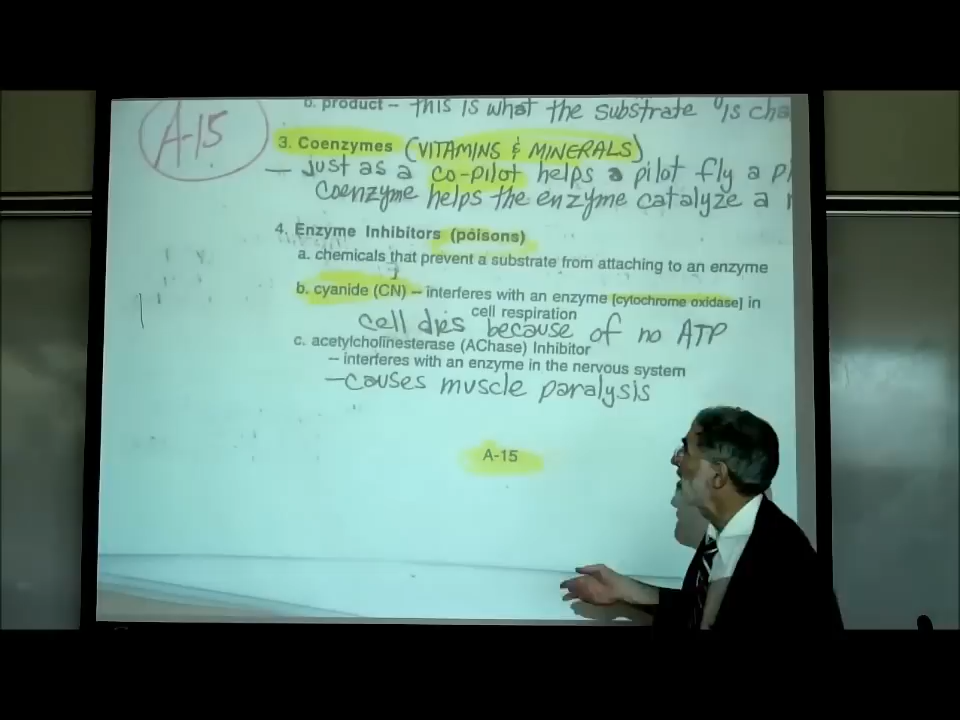 b. product – this is what the substrate is cha
A-15
3. Coenzymes (VITAMINS & MINERALS)
– just as a co-pilot helps a pilot fly a pl
coenzyme helps the enzyme catalyze a r
4. Enzyme Inhibitors (poisons)
a. chemicals that prevent a substrate from attaching to an enzyme
b. cyanide (CN) – interferes with an enzyme [cytochrome oxidase] in
cell respiration
cell dies because of no ATP
c. acetylcholinesterase (AChase) Inhibitor
– interferes with an enzyme in the nervous system
– causes muscle paralysis
A-15